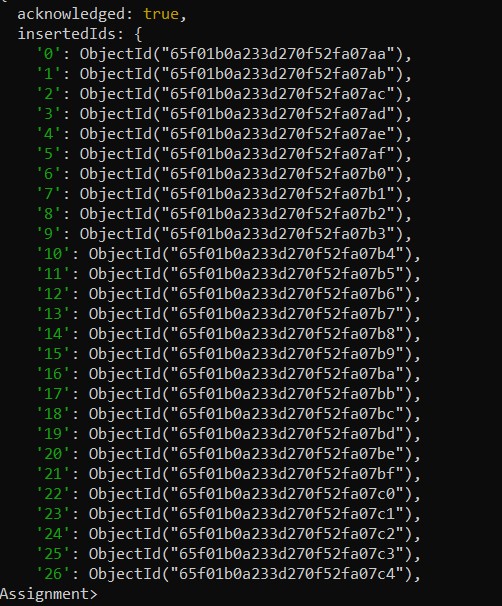 {
acknowledged: true,
insertedIds: {
'0': ObjectId("65f01b0a233d270f52fa07aa"),
'1': ObjectId("65f01b0a233d270f52fa07ab"),
'2': ObjectId("65f01b0a233d270f52fa07ac"),
'3': ObjectId("65f01b0a233d270f52fa07ad"),
'4': ObjectId("65f01b0a233d270f52fa07ae"),
'5': ObjectId("65f01b0a233d270f52fa07af"),
'6': ObjectId("65f01b0a233d270f52fa07b0"),
'7': ObjectId("65f01b0a233d270f52fa07b1"),
'8': ObjectId("65f01b0a233d270f52fa07b2"),
'9': ObjectId("65f01b0a233d270f52fa07b3"),
'10': ObjectId("65f01b0a233d270f52fa07b4"),
'11': ObjectId("65f01b0a233d270f52fa07b5"),
'12': ObjectId("65f01b0a233d270f52fa07b6"),
'13': ObjectId("65f01b0a233d270f52fa07b7"),
'14': ObjectId("65f01b0a233d270f52fa07b8"),
'15': ObjectId("65f01b0a233d270f52fa07b9"),
'16': ObjectId("65f01b0a233d270f52fa07ba"),
'17': ObjectId("65f01b0a233d270f52fa07bb"),
'18': ObjectId("65f01b0a233d270f52fa07bc"),
'19': ObjectId("65f01b0a233d270f52fa07bd"),
'20': ObjectId("65f01b0a233d270f52fa07be"),
'21': ObjectId("65f01b0a233d270f52fa07bf"),
'22': ObjectId("65f01b0a233d270f52fa07c0"),
'23': ObjectId("65f01b0a233d270f52fa07c1"),
'24': ObjectId("65f01b0a233d270f52fa07c2"),
'25': ObjectId("65f01b0a233d270f52fa07c3"),
'26': ObjectId("65f01b0a233d270f52fa07c4"),
Assignment>